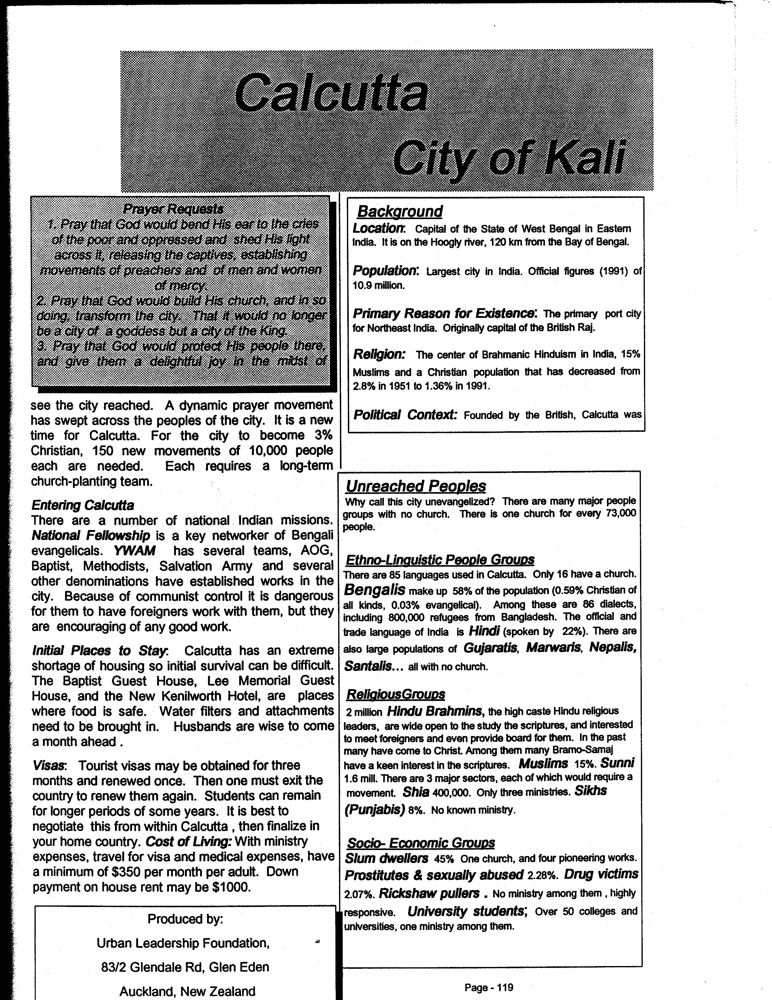 Calcutta
City of Kali
Prayer Requests
1. Pray that God would bend His ear to the cries
of the poor and oppressed and shed His light
across it, releasing the captives, establishing
movements of preachers and of men and women
of mercy.
2. Pray that God would build His church, and in so
doing, transform the city. That it would no longer
be a city of a goddess but a city of the King.
3. Pray that God would protect His people there,
and give them a delightful joy in the midst of
see the city reached. A dynamic prayer movement
has swept across the peoples of the city. It is a new
time for Calcutta. For the city to become 3%
Christian, 150 new movements of 10,000 people
each are needed. Each requires a long-term
church-planting team.
Entering Calcutta
There are a number of national Indian missions.
National Fellowship is a key networker of Bengali
evangelicals. YWAM has several teams, AOG,
Baptist, Methodists, Salvation Army and several
other denominations have established works in the
city. Because of communist control it is dangerous
for them to have foreigners work with them, but they
are encouraging of any good work.
Initial Places to Stay: Calcutta has an extreme
shortage of housing so initial survival can be difficult.
The Baptist Guest House, Lee Memorial Guest
House, and the New Kenilworth Hotel, are places
where food is safe. Water filters and attachments
need to be brought in. Husbands are wise to come
a month ahead .
Visas: Tourist visas may be obtained for three
months and renewed once. Then one must exit the
country to renew them again. Students can remain
for longer periods of some years. It is best to
negotiate this from within Calcutta , then finalize in
your home country. Cost of Living: With ministry
expenses, travel for visa and medical expenses, have
a minimum of $350 per month per adult. Down
payment on house rent may be $1000.
Produced by:
Urban Leadership Foundation,
83/2 Glendale Rd, Glen Eden
Auckland, New Zealand
Background
Location: Capital of the State of West Bengal in Eastern
India. It is on the Hoogly river, 120 km from the Bay of Bengal.
Population: Largest city in India. Official figures (1991) of
10.9 million.
Primary Reason for Existence: The primary port city
for Northeast India. Originally capital of the British Raj.
Religion: The center of Brahmanic Hinduism in India, 15%
Muslims and a Christian population that has decreased from
2.8% in 1951 to 1.36% in 1991.
Political Context: Founded by the British, Calcutta was
Unreached Peoples
Why call this city unevangelized? There are many major people
groups with no church. There is one church for every 73,000
people.
Ethno-Linguistic People Groups
There are 85 languages used in Calcutta. Only 16 have a church.
Bengalis make up 58% of the population (0.59% Christian of
all kinds, 0.03% evangelical). Among these are 86 dialects,
including 800,000 refugees from Bangladesh. The official and
trade language of India is Hindi (spoken by 22%). There are
also large populations of Gujaratis, Marwaris, Nepalis,
Santalis... all with no church.
ReligiousGroups
2 million Hindu Brahmins, the high caste Hindu religious
leaders, are wide open to the study the scriptures, and interested
to meet foreigners and even provide board for them. In the past
many have come to Christ. Among them many Bramo-Samaj
have a keen interest in the scriptures. Muslims 15%. Sunni
1.6 mill. There are 3 major sectors, each of which would require a
movement. Shia 400,000. Only three ministries. Sikhs
(Punjabis) 8%. No known ministry.
Socio- Economic Groups
Slum dwellers 45% One church, and four pioneering works.
Prostitutes & sexually abused 2.28%. Drug victims
2.07%. Rickshaw pullers . No ministry among them , highly
responsive. University students; Over 50 colleges and
universities, one ministry among them.
Page - 119